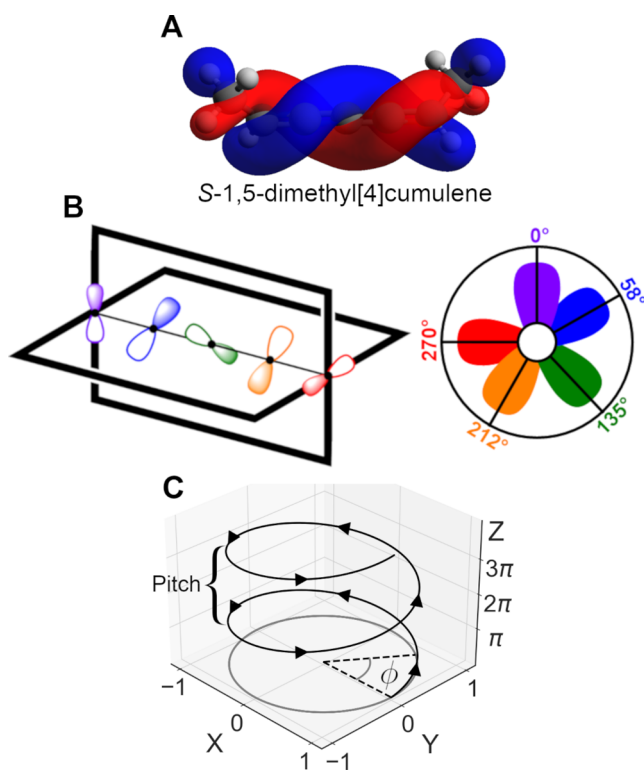 A
S-1,5-dimethyl[4]cumulene
B
0°
58°
270°
135°
212°
C
Z
Pitch
3π
2π
π
ϕ
−1
1
0
0
X
Y
1
−1